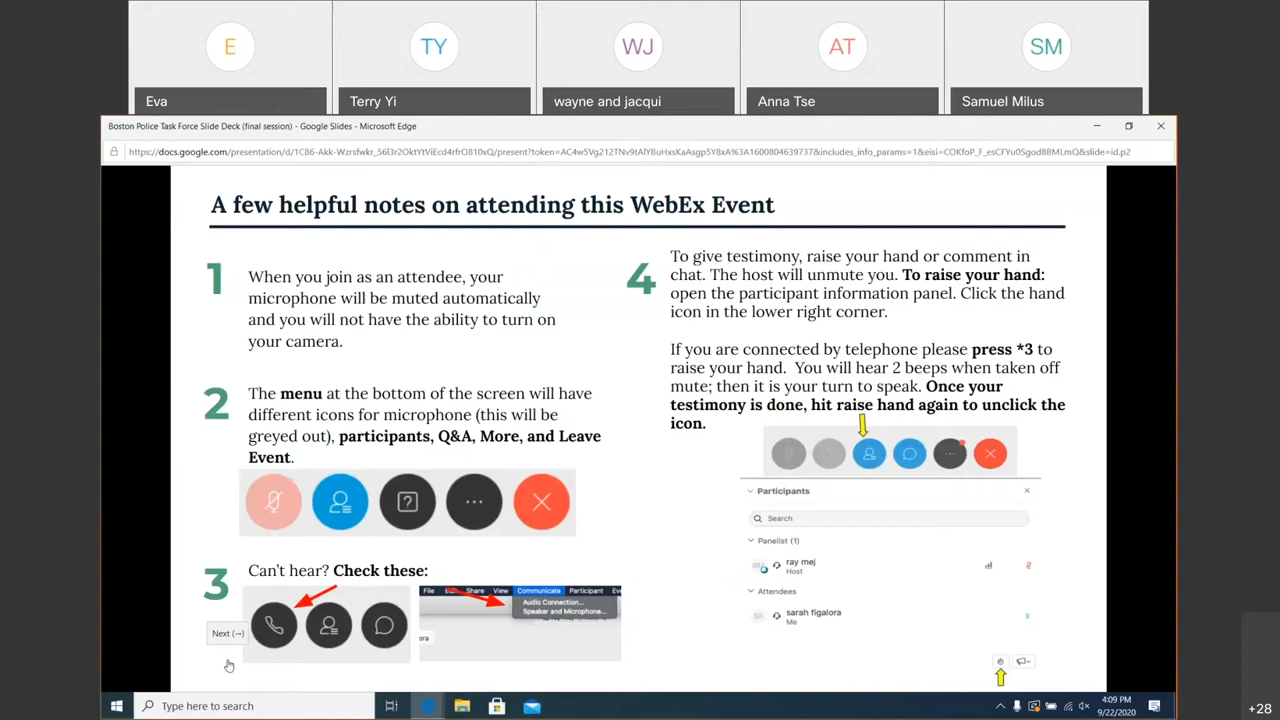 E
TY
WJ
AT
SM
Eva
Terry Yi
wayne and jacqui
Anna Tse
Samuel Milus
Boston Police Task Force Slide Deck (final session) - Google Slides - Microsoft Edge
A few helpful notes on attending this WebEx Event
1
When you join as an attendee, your
microphone will be muted automatically
and you will not have the ability to turn on
your camera.
2
The menu at the bottom of the screen will have
different icons for microphone (this will be
greyed out), participants, Q&A, More, and Leave
Event.
3
Can't hear? Check these:
File
Share
View
Communicate
Participant
Audio Connection...
Speaker and Microphone...
Next (→)
4
To give testimony, raise your hand or comment in
chat. The host will unmute you. To raise your hand:
open the participant information panel. Click the hand
icon in the lower right corner.
If you are connected by telephone please press *3 to
raise your hand. You will hear 2 beeps when taken off
mute; then it is your turn to speak. Once your
testimony is done, hit raise hand again to unclick the
icon.
Participants
Search
Panelist (1)
ray mej
Host
Attendees
SF
sarah figalora
Me
Type here to search
4:09 PM
9/22/2020
+28